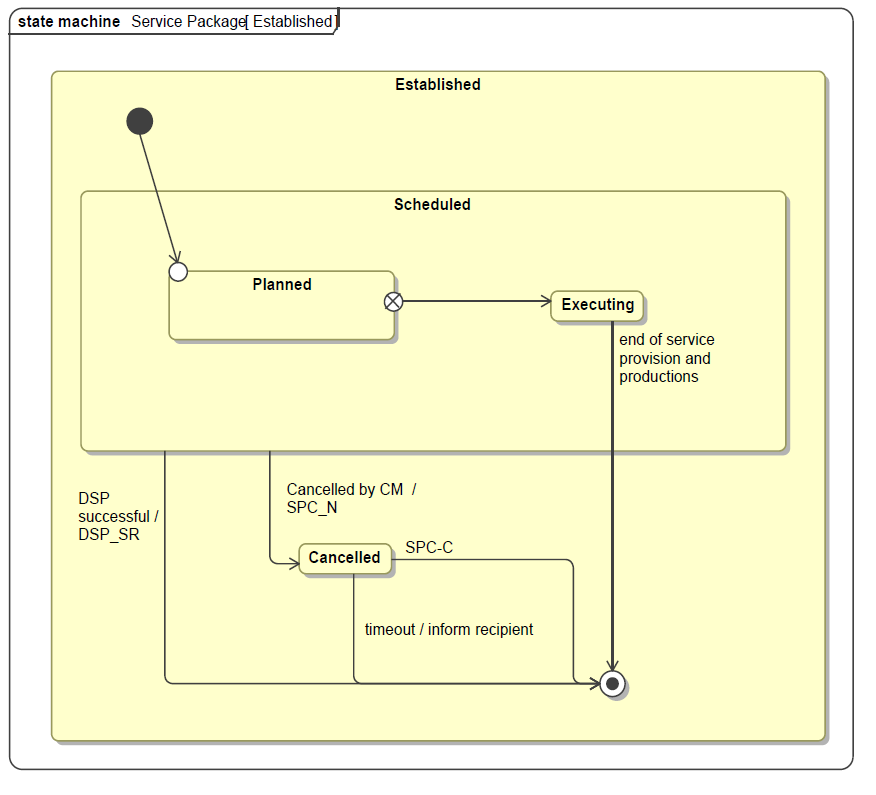 state machine Service Package[ Established ]
Established
Scheduled
Planned
Executing
end of service
provision and
productions
DSP
successful /
DSP_SR
Cancelled by CM /
SPC_N
Cancelled
SPC-C
timeout / inform recipient